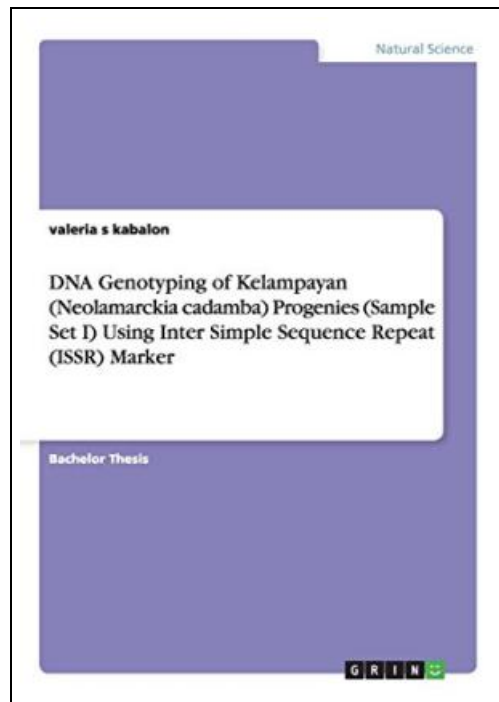 Natural Science
valeria s kabalon
DNA Genotyping of Kelampayan
(Neolamarckia cadamba) Progenies (Sample
Set I) Using Inter Simple Sequence Repeat
(ISSR) Marker
Bachelor Thesis
GRIN